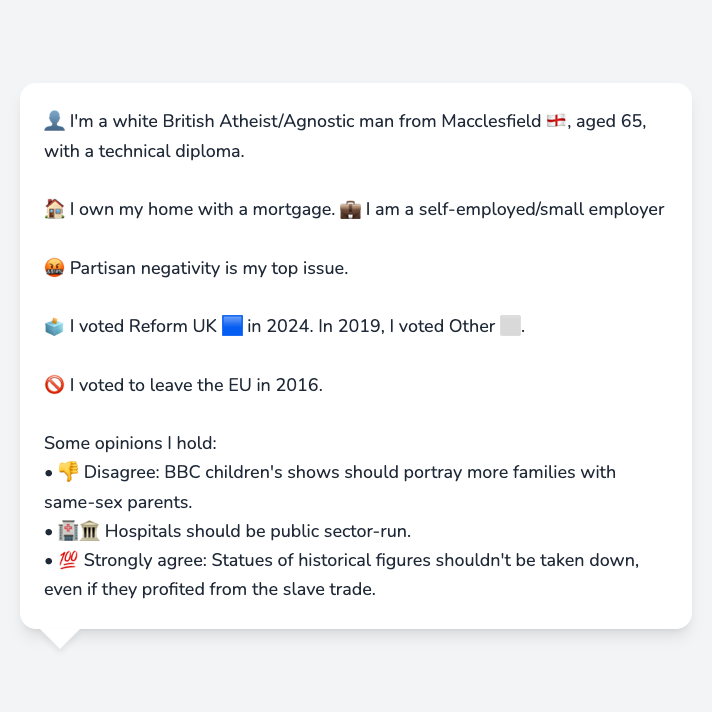 👤 I'm a white British Atheist/Agnostic man from Macclesfield 🏴󠁧󠁢󠁥󠁮󠁧󠁿, aged 65,
with a technical diploma.
🏠 I own my home with a mortgage. 💼 I am a self-employed/small employer
🤬 Partisan negativity is my top issue.
🗳️ I voted Reform UK 🟦 in 2024. In 2019, I voted Other ⬜.
🚫 I voted to leave the EU in 2016.
Some opinions I hold:
• 👎 Disagree: BBC children's shows should portray more families with
same-sex parents.
• 🏥🏛️ Hospitals should be public sector-run.
• 💯 Strongly agree: Statues of historical figures shouldn't be taken down,
even if they profited from the slave trade.